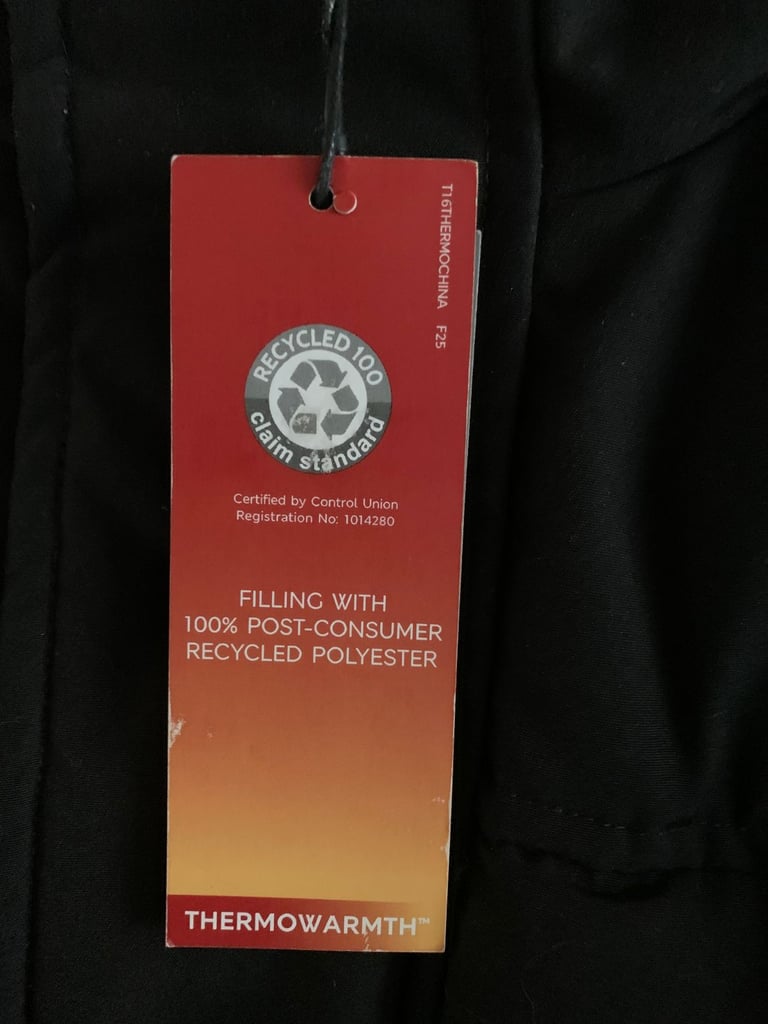 T16THERMOCHINA F25
RECYCLED 100
claim standard
Certified by Control Union
Registration No: 1014280
FILLING WITH
100% POST-CONSUMER
RECYCLED POLYESTER
THERMOWARMTH™